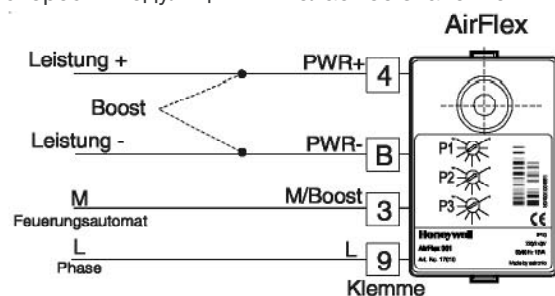 AirFlex
Leistung +
PWR+
4
Boost
Leistung -
PWR-
B
M
M/Boost
3
Feuerungsautomat
L
L
9
Phase
Klemme
P1
P2
P3
CE
Honeywell